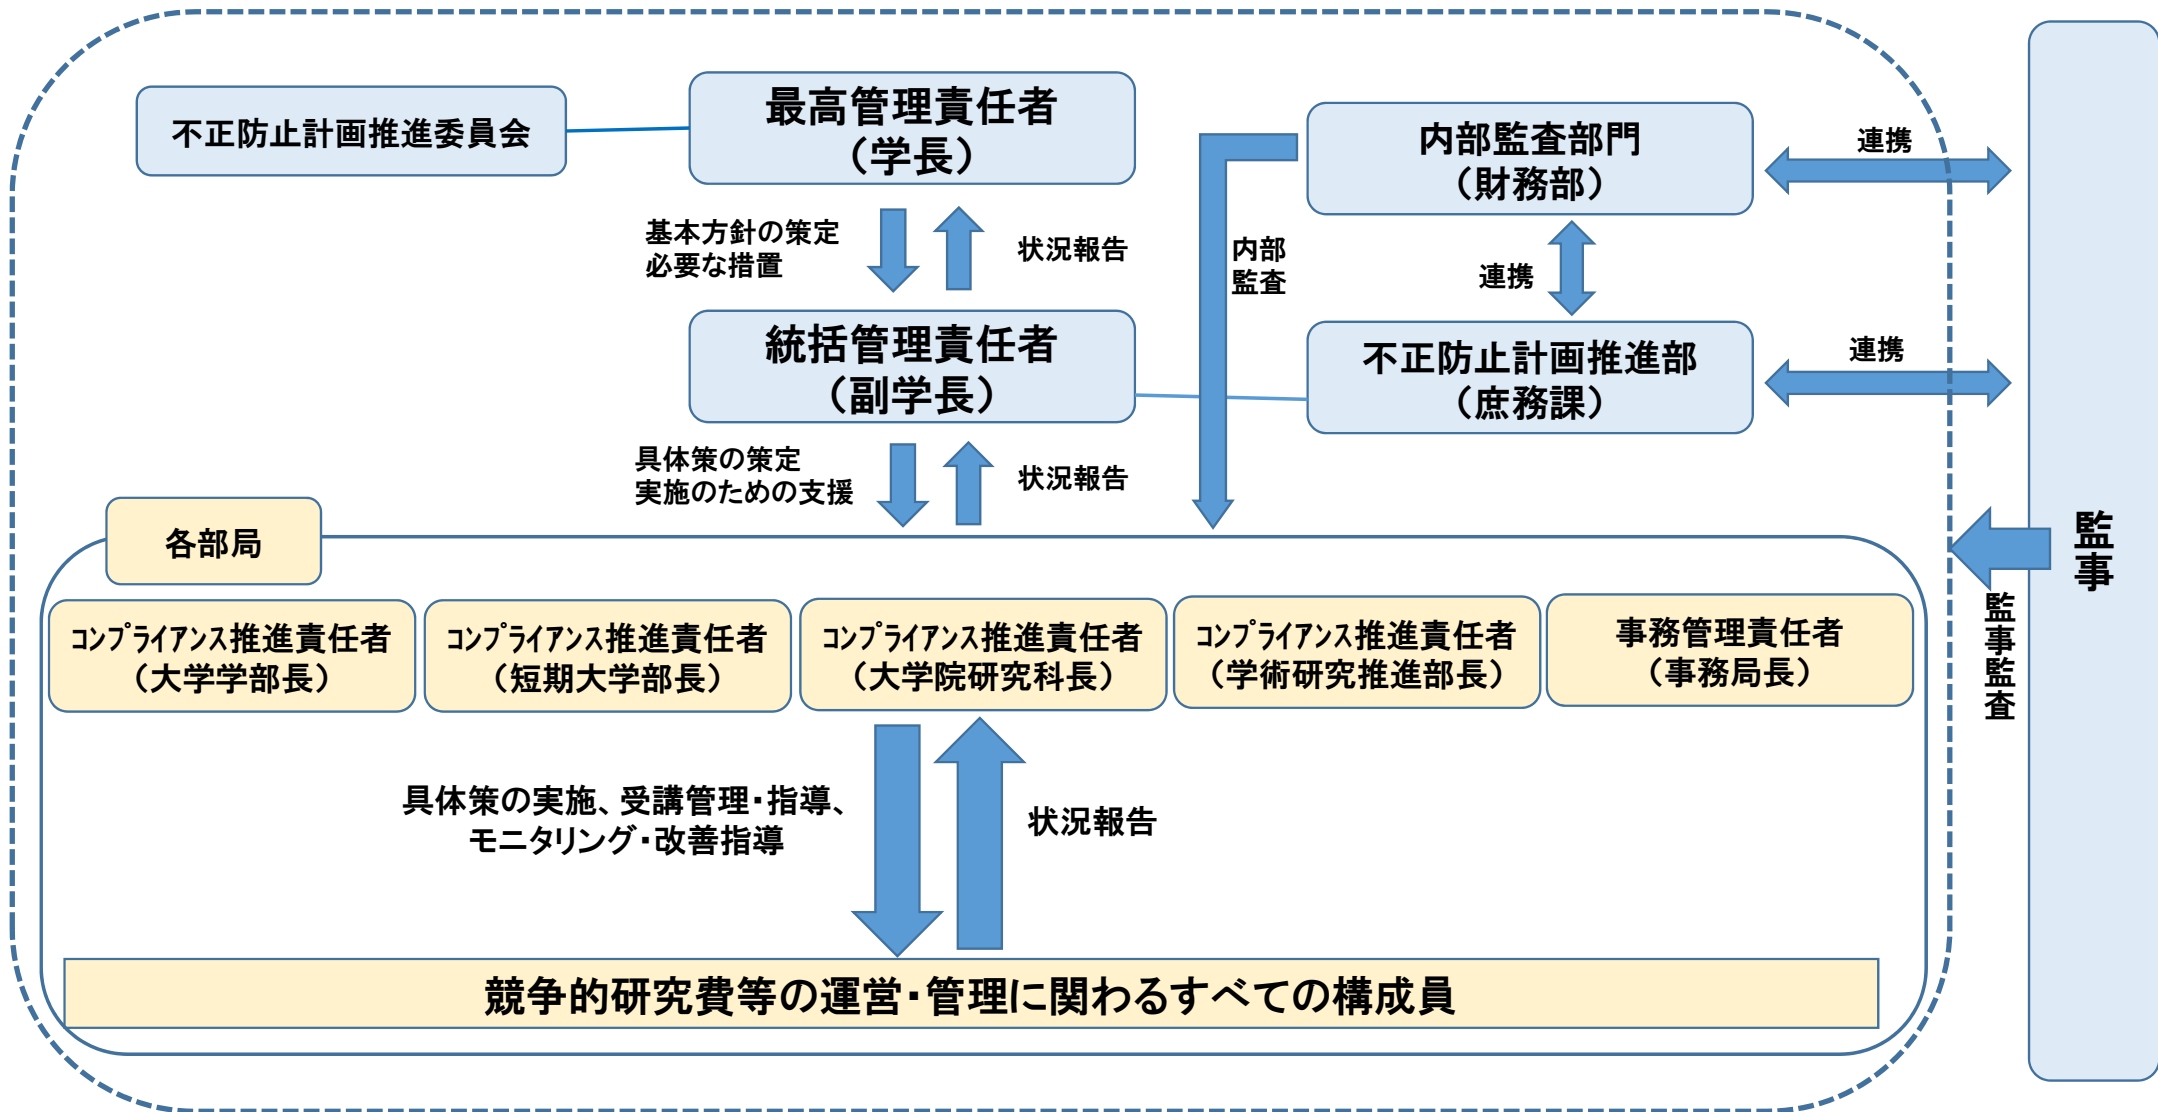 不正防止計画推進委員会
最高管理責任者
（学長）
内部監査部門
（財務部）
連携
基本方針の策定
必要な措置
状況報告
内部
監査
連携
統括管理責任者
（副学長）
不正防止計画推進部
（庶務課）
連携
具体策の策定
実施のための支援
状況報告
監事
監事監査
各部局
ｺﾝﾌﾟﾗｲｱﾝｽ推進責任者
（大学学部長）
ｺﾝﾌﾟﾗｲｱﾝｽ推進責任者
（短期大学部長）
ｺﾝﾌﾟﾗｲｱﾝｽ推進責任者
（大学院研究科長）
ｺﾝﾌﾟﾗｲｱﾝｽ推進責任者
（学術研究推進部長）
事務管理責任者
（事務局長）
具体策の実施、受講管理・指導、
モニタリング・改善指導
状況報告
競争的研究費等の運営・管理に関わるすべての構成員